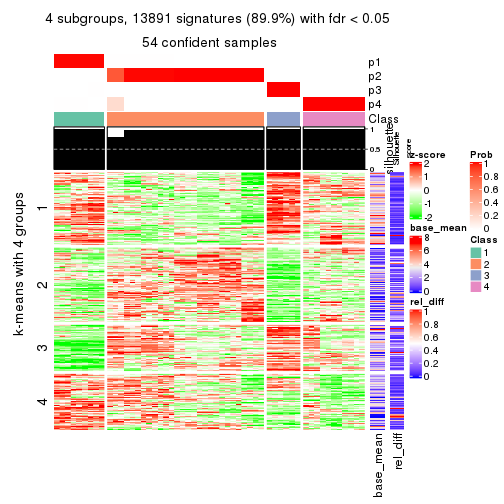 4 subgroups, 13891 signatures (89.9%) with fdr < 0.05
54 confident samples
p1
p2
p3
p4
Class
silhouette
Silhouette
score
1
0.5
0
k-means with 4 groups
1
2
3
4
base_mean
rel_diff
z-score
2
1
0
-1
-2
base_mean
8
6
4
2
0
rel_diff
1
0.8
0.6
0.4
0.2
0
Prob
1
0.8
0.6
0.4
0.2
0
Class
1
2
3
4